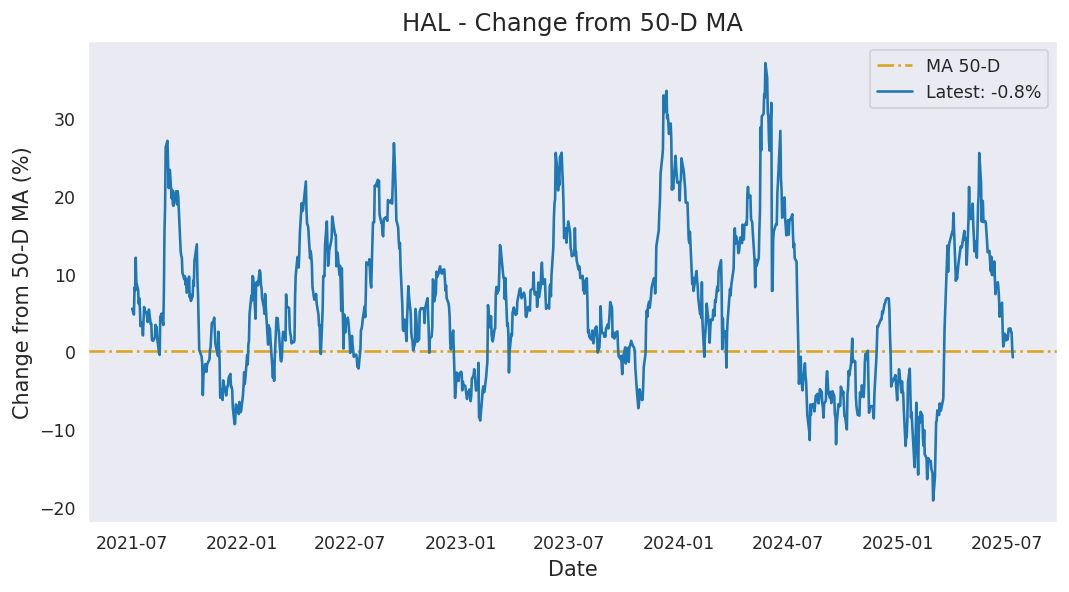 HAL - Change from 50-D MA
MA 50-D
Latest: -0.8%
Change from 50-D MA (%)
30
20
10
0
−10
−20
2021-07 2022-01 2022-07 2023-01 2023-07 2024-01 2024-07 2025-01 2025-07
Date